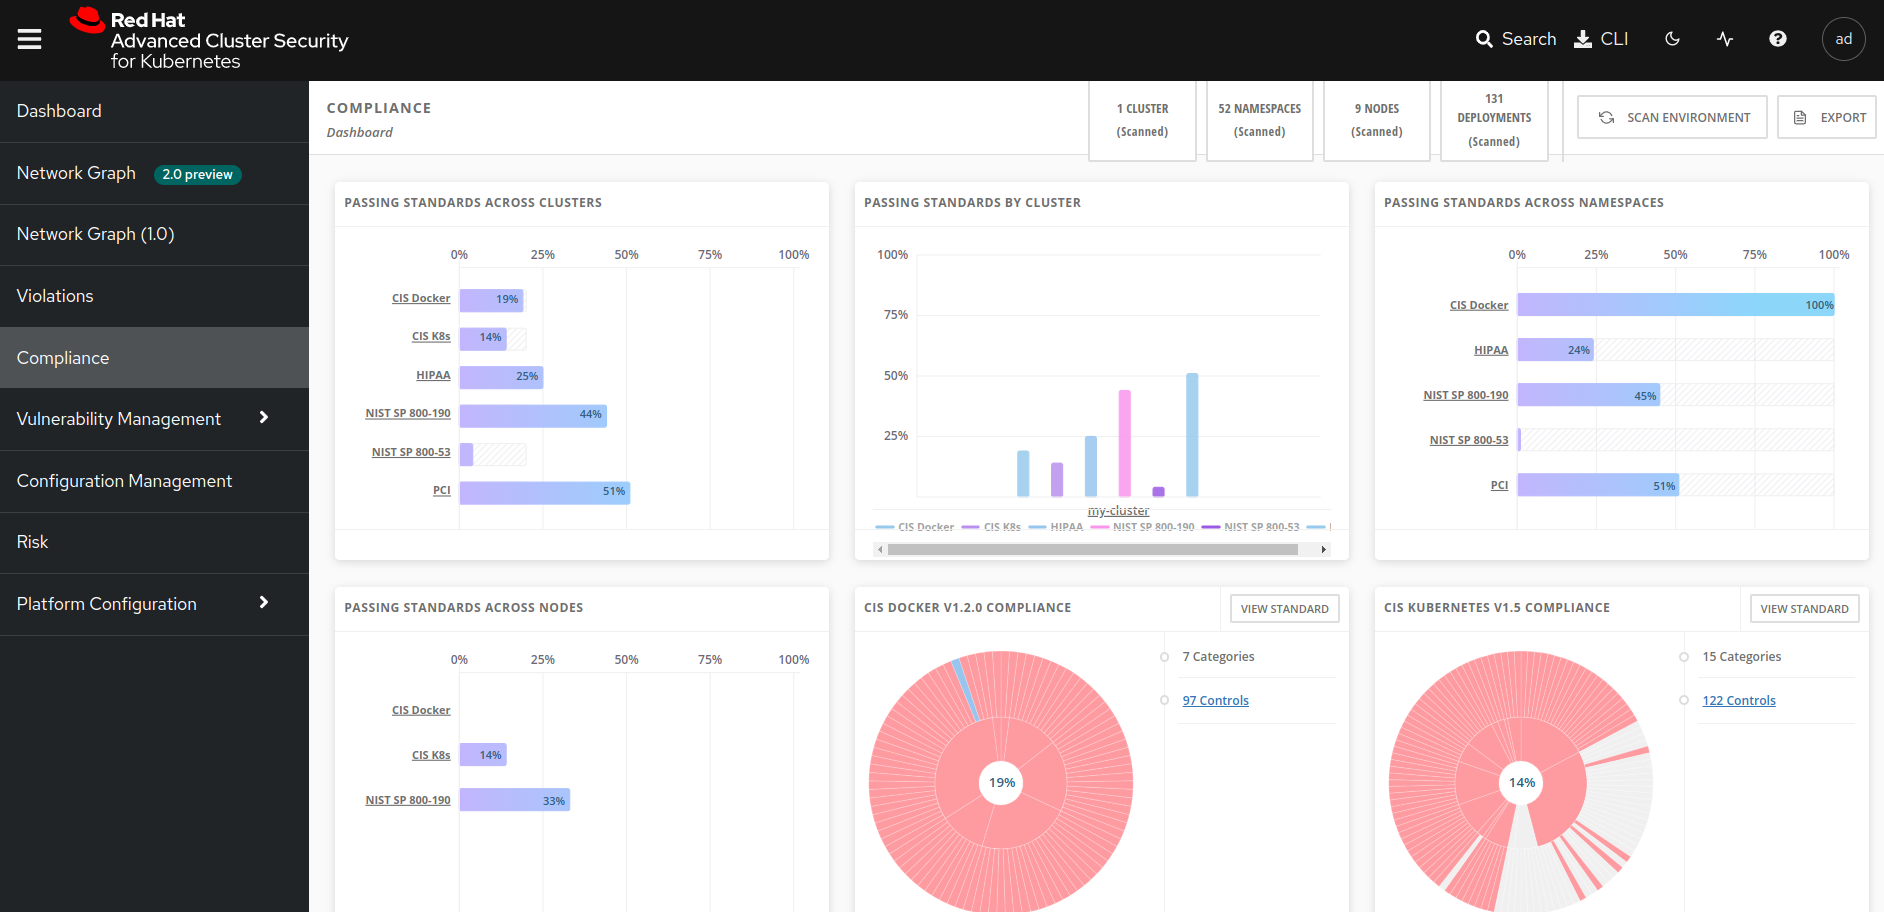 Red Hat
Advanced Cluster Security
for Kubernetes
Search
CLI
ad
Dashboard
Network Graph 2.0 preview
Network Graph (1.0)
Violations
Compliance
Vulnerability Management
Configuration Management
Risk
Platform Configuration
COMPLIANCE
Dashboard
1 CLUSTER
(Scanned)
52 NAMESPACES
(Scanned)
9 NODES
(Scanned)
131
DEPLOYMENTS
(Scanned)
SCAN ENVIRONMENT
EXPORT
PASSING STANDARDS ACROSS CLUSTERS
0% 25% 50% 75% 100%
CIS Docker 19%
CIS K8s 14%
HIPAA 25%
NIST SP 800-190 44%
NIST SP 800-53
PCI 51%
PASSING STANDARDS BY CLUSTER
100%
75%
50%
25%
my-cluster
CIS Docker CIS K8s HIPAA NIST SP 800-190 NIST SP 800-53
PASSING STANDARDS ACROSS NAMESPACES
0% 25% 50% 75% 100%
CIS Docker 100%
HIPAA 24%
NIST SP 800-190 45%
NIST SP 800-53
PCI 51%
PASSING STANDARDS ACROSS NODES
0% 25% 50% 75% 100%
CIS Docker
CIS K8s 14%
NIST SP 800-190 33%
CIS DOCKER V1.2.0 COMPLIANCE
VIEW STANDARD
19%
7 Categories
97 Controls
CIS KUBERNETES V1.5 COMPLIANCE
VIEW STANDARD
14%
15 Categories
122 Controls